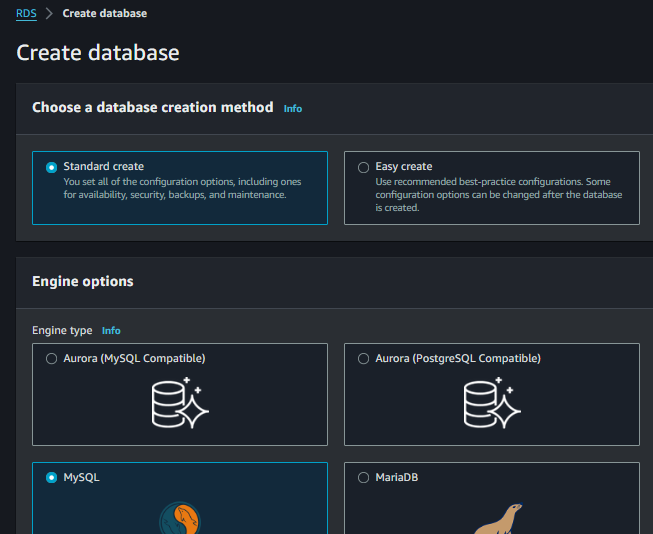 RDS > Create database
Create database
Choose a database creation method Info
Standard create
You set all of the configuration options, including ones
for availability, security, backups, and maintenance.
Easy create
Use recommended best-practice configurations. Some
configuration options can be changed after the database
is created.
Engine options
Engine type Info
Aurora (MySQL Compatible)
Aurora (PostgreSQL Compatible)
MySQL
MariaDB